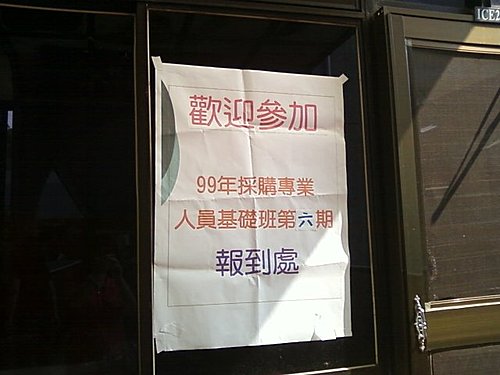 歡迎參加
99年採購專業
人員基礎班第六期
報到處
ICE2